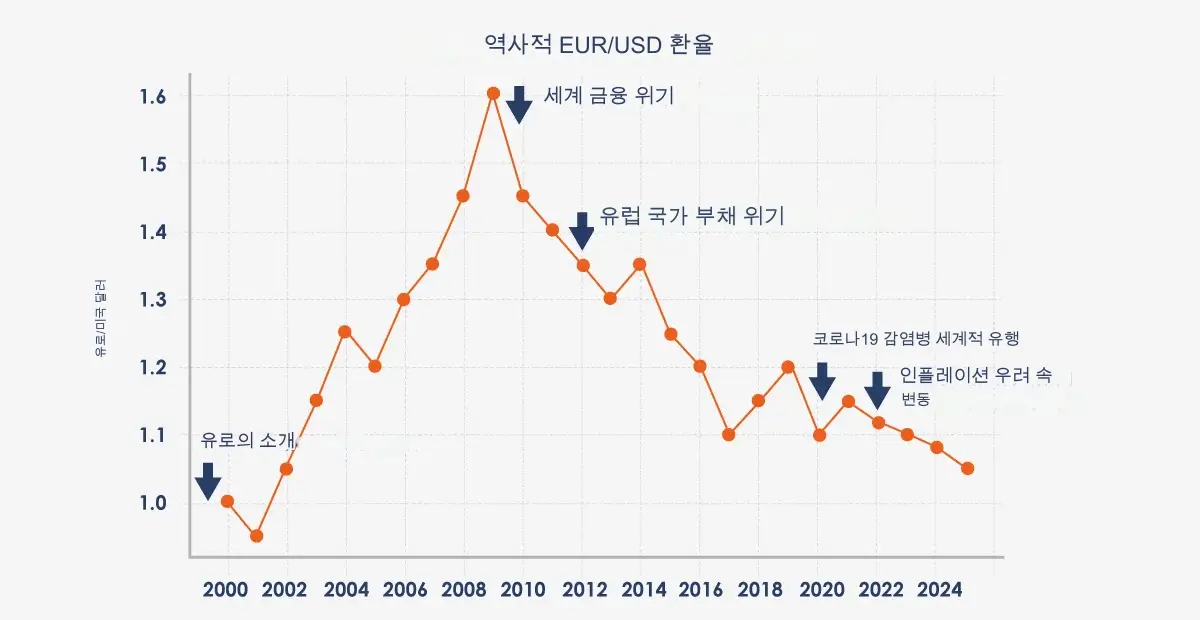 역사적 EUR/USD 환율
1.6
세계 금융 위기
1.5
유럽 국가 부채 위기
1.4
유로/미국 달러
1.3
코로나19 감염병 세계적 유행
1.2
인플레이션 우려 속
변동
1.1
유로의 소개
1.0
2000 2002 2004 2006 2008 2010 2012 2014 2016 2018 2020 2022 2024